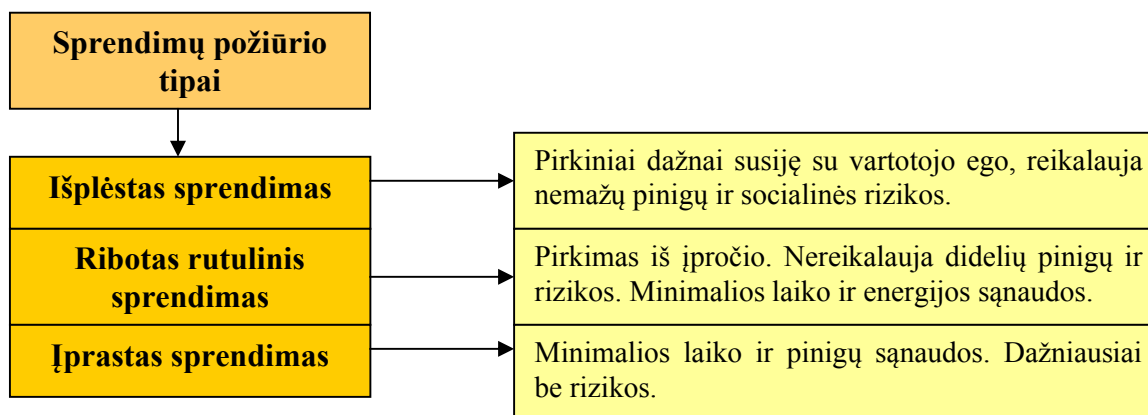 Sprendimų požiūrio
tipai
Išplėstas sprendimas
Pirkiniai dažnai susiję su vartotojo ego, reikalauja
nemažų pinigų ir socialinės rizikos.
Ribotas rutulinis
sprendimas
Pirkimas iš įpročio. Nereikalauja didelių pinigų ir
rizikos. Minimalios laiko ir energijos sąnaudos.
Įprastas sprendimas
Minimalios laiko ir pinigų sąnaudos. Dažniausiai
be rizikos.